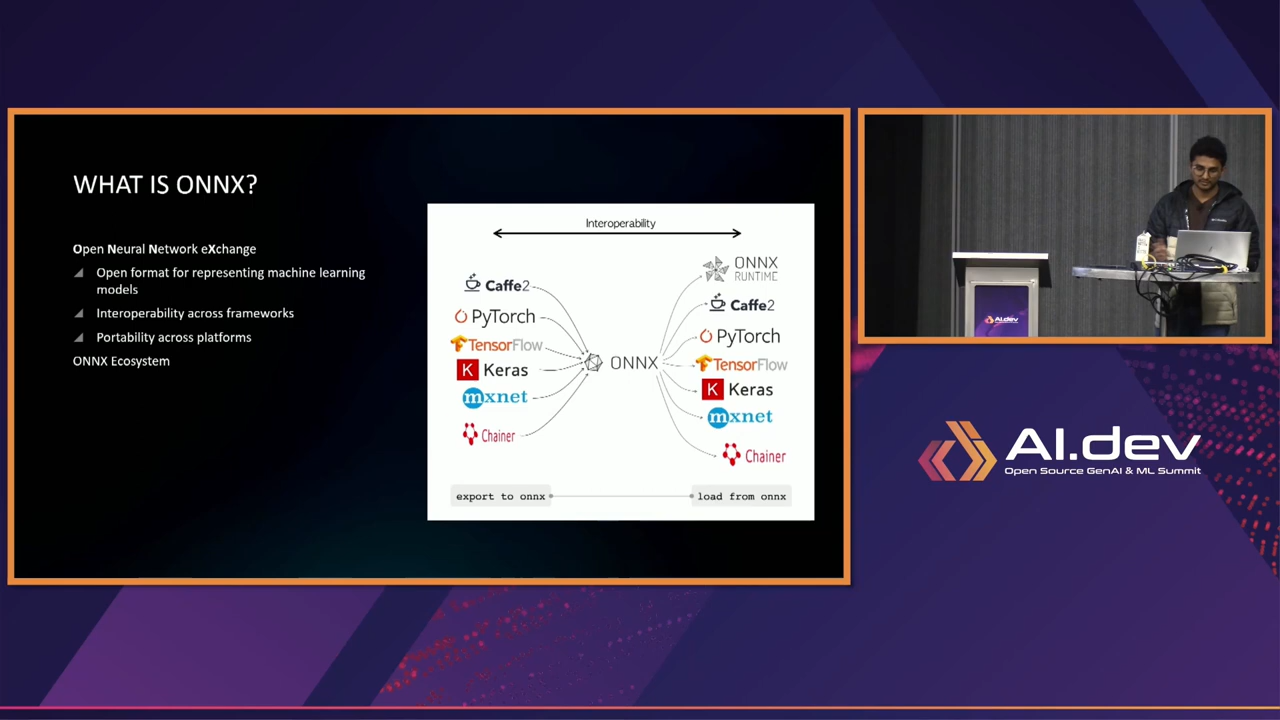 WHAT IS ONNX?
Open Neural Network eXchange
Open format for representing machine learning
models
Interoperability across frameworks
Portability across platforms
ONNX Ecosystem
Interoperability
Caffe2
PyTorch
TensorFlow
K Keras
mxnet
Chainer
ONNX
ONNX
RUNTIME
Caffe2
PyTorch
TensorFlow
K Keras
mxnet
Chainer
export to onnx
load from onnx
AI.dev
AI.dev
Open Source GenAI & ML Summit